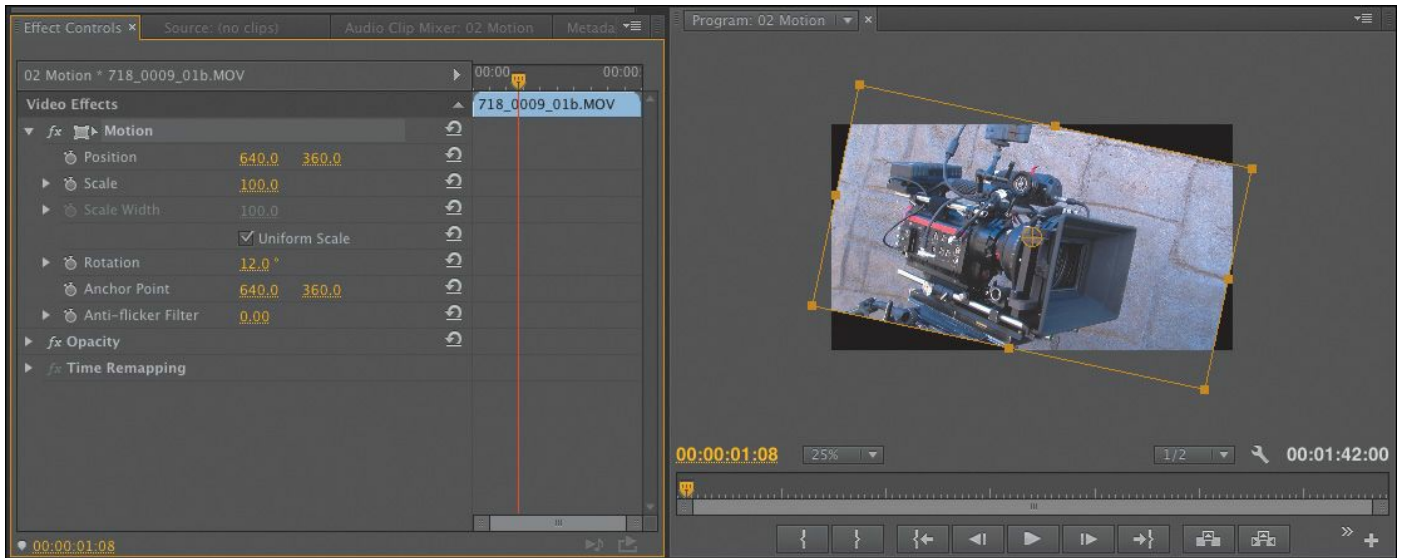 Effect Controls × Source: (no clips) Audio Clip Mixer: 02 Motion Metada
02 Motion * 718_0009_01b.MOV 00:00 00:00
Video Effects 718_0009_01b.MOV
fx Motion
Position 640.0 360.0
Scale 100.0
Scale Width 100.0
Uniform Scale
Rotation 12.0 °
Anchor Point 640.0 360.0
Anti-flicker Filter 0.00
fx Opacity
fx Time Remapping
00:00:01:08
Program: 02 Motion ×
00:00:01:08 25% 1/2 00:01:42:00